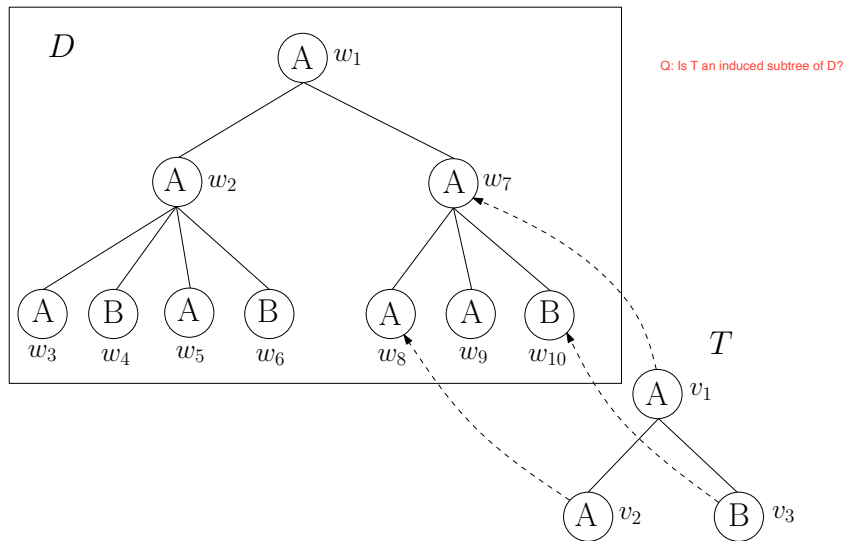 D
A w1
Q: Is T an induced subtree of D?
A w2
A w7
A B A B
A A B
w3 w4 w5 w6
w8 w9 w10
T
A v1
A v2
B v3